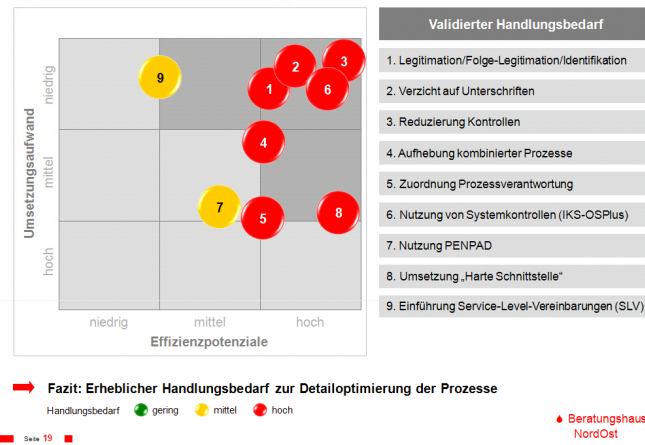 Validierter Handlungsbedarf
1. Legitimation/Folge-Legitimation/Identifikation
2. Verzicht auf Unterschriften
3. Reduzierung Kontrollen
4. Aufhebung kombinierter Prozesse
5. Zuordnung Prozessverantwortung
6. Nutzung von Systemkontrollen (IKS-OSPlus)
7. Nutzung PENPAD
8. Umsetzung „Harte Schnittstelle“
9. Einführung Service-Level-Vereinbarungen (SLV)
Umsetzungsaufwand
niedrig
mittel
hoch
9
1
2
3
6
4
7
5
8
niedrig
mittel
hoch
Effizienzpotenziale
Fazit: Erheblicher Handlungsbedarf zur Detailoptimierung der Prozesse
Handlungsbedarf gering mittel hoch
Seite 19
Beratungshaus
NordOst